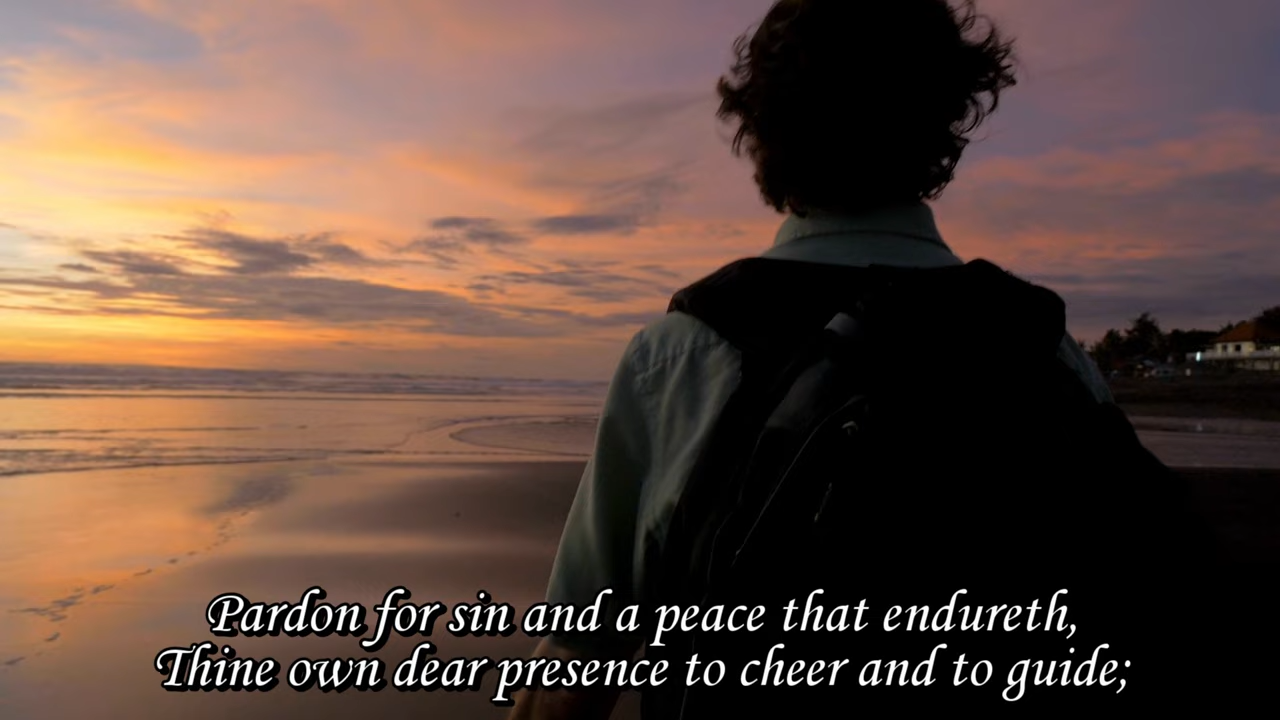 Pardon for sin and a peace that endureth,
Thine own dear presence to cheer and to guide;